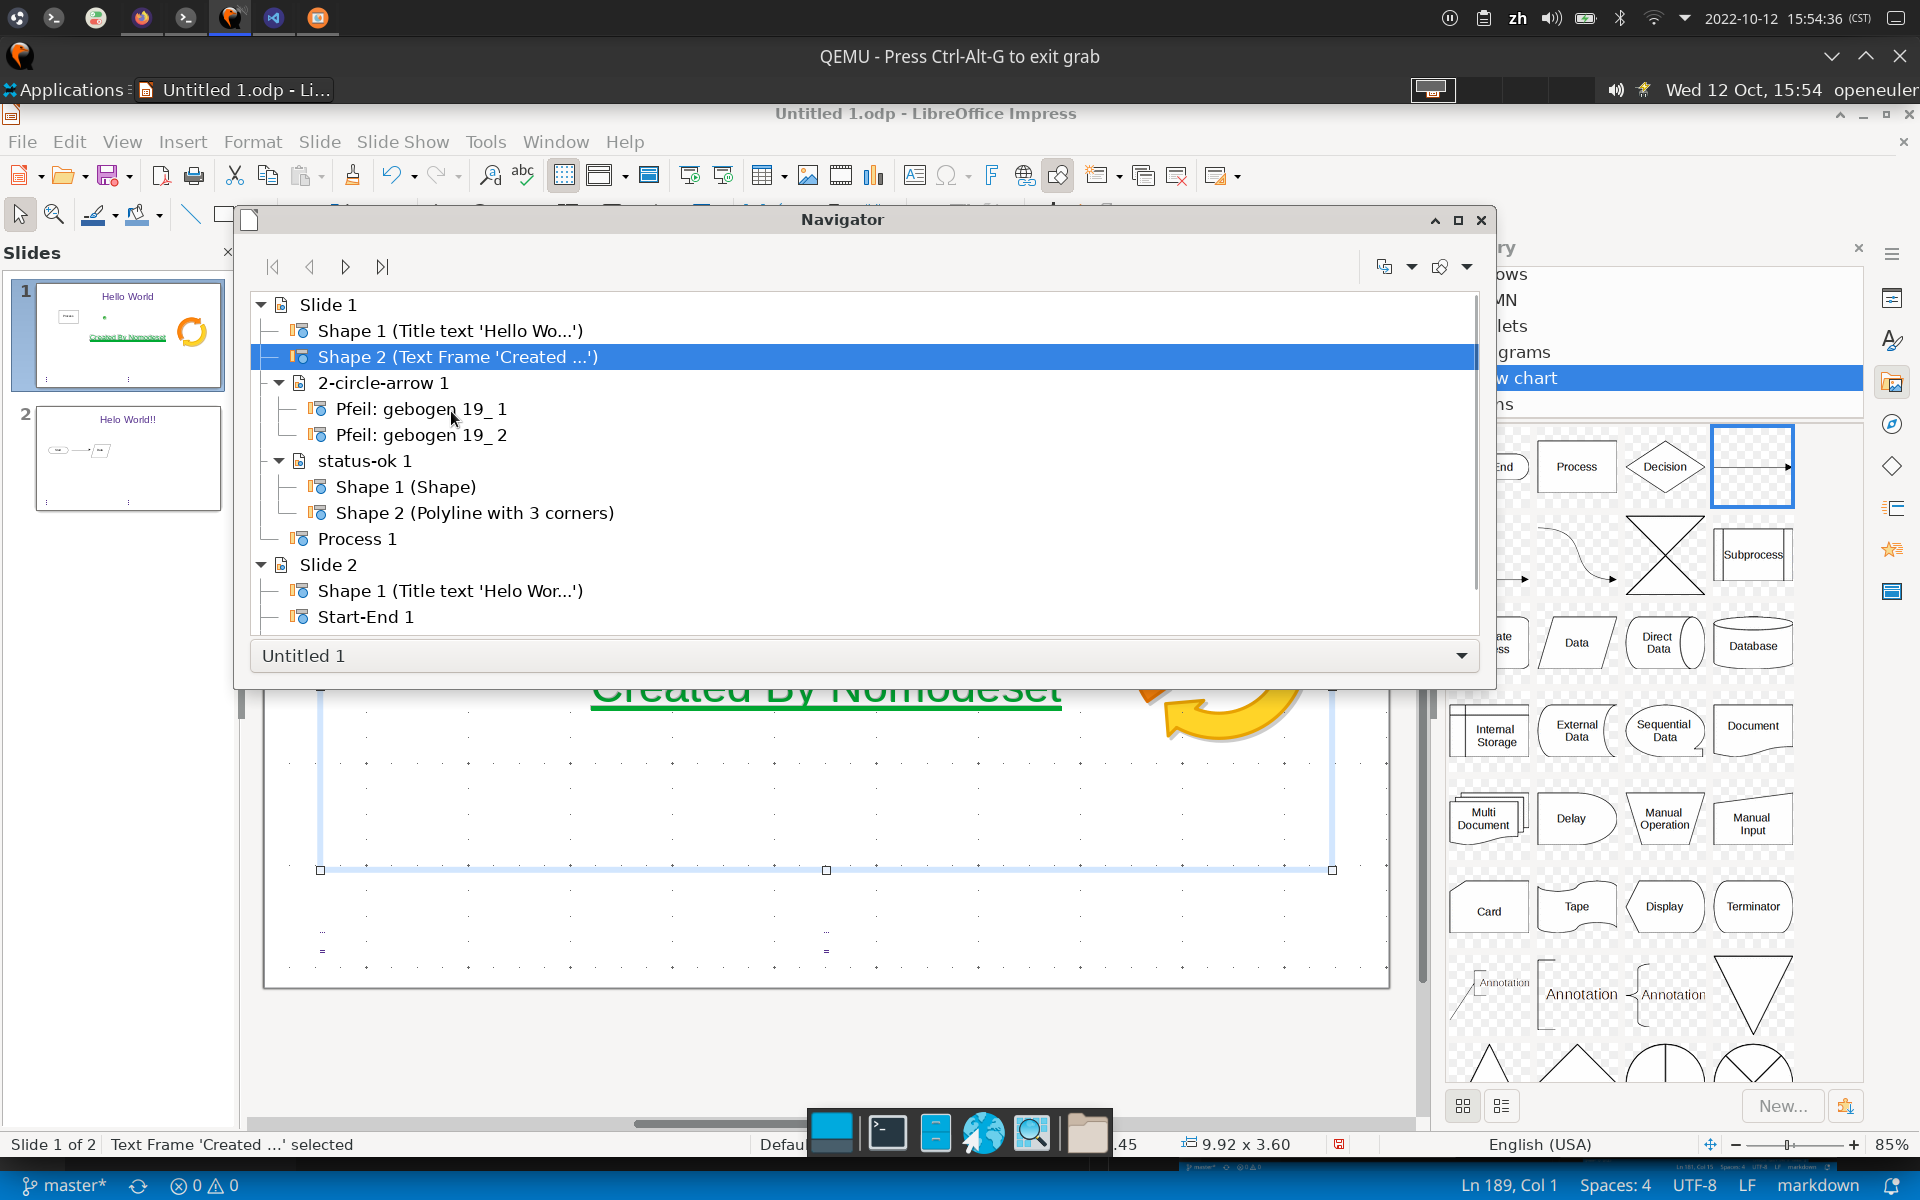 zh
2022-10-12 15:54:36 (CST)
QEMU - Press Ctrl-Alt-G to exit grab
Applications
Untitled 1.odp - Li...
Wed 12 Oct, 15:54
openeuler
Untitled 1.odp - LibreOffice Impress
File Edit View Insert Format Slide Slide Show Tools Window Help
abc
Navigator
Slides
1
Hello World
Created By Nomodeset
2
Helo World!!
Slide 1
Shape 1 (Title text 'Hello Wo...')
Shape 2 (Text Frame 'Created ...')
2-circle-arrow 1
Pfeil: gebogen 19_ 1
Pfeil: gebogen 19_ 2
status-ok 1
Shape 1 (Shape)
Shape 2 (Polyline with 3 corners)
Process 1
Slide 2
Shape 1 (Title text 'Helo Wor...')
Start-End 1
Untitled 1
Created By Nomodeset
ry
ows
MN
lets
grams
w chart
ns
End
Process
Decision
Subprocess
ate
ess
Data
Direct
Data
Database
Internal
Storage
External
Data
Sequential
Data
Document
Multi
Document
Delay
Manual
Operation
Manual
Input
Card
Tape
Display
Terminator
Annotation
Annotation
Annotation
New...
Slide 1 of 2
Text Frame 'Created ...' selected
Defau
.45
9.92 x 3.60
English (USA)
85%
master*
0 0
Ln 189, Col 1
Spaces: 4
UTF-8
LF
markdown